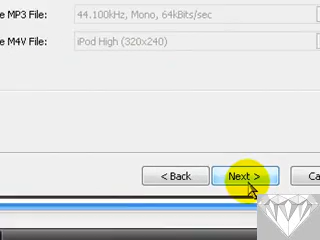 e MP3 File: 44.100kHz, Mono, 64kBits/sec
e M4V File: iPod High (320x240)
< Back Next > Ca